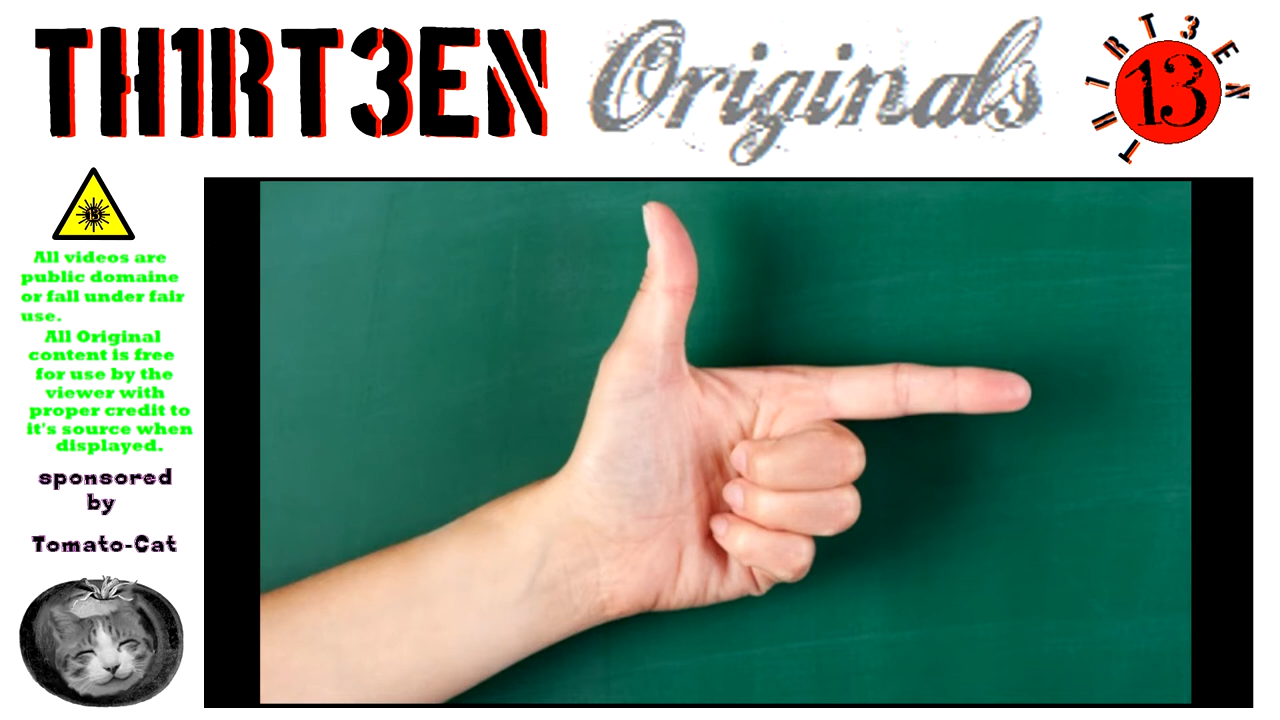 TH1RT3EN Originals
TH1RT3EN
13
13
All videos are
public domaine
or fall under fair
use.
All Original
content is free
for use by the
viewer with
proper credit to
it's source when
displayed.
sponsored
by
Tomato-Cat